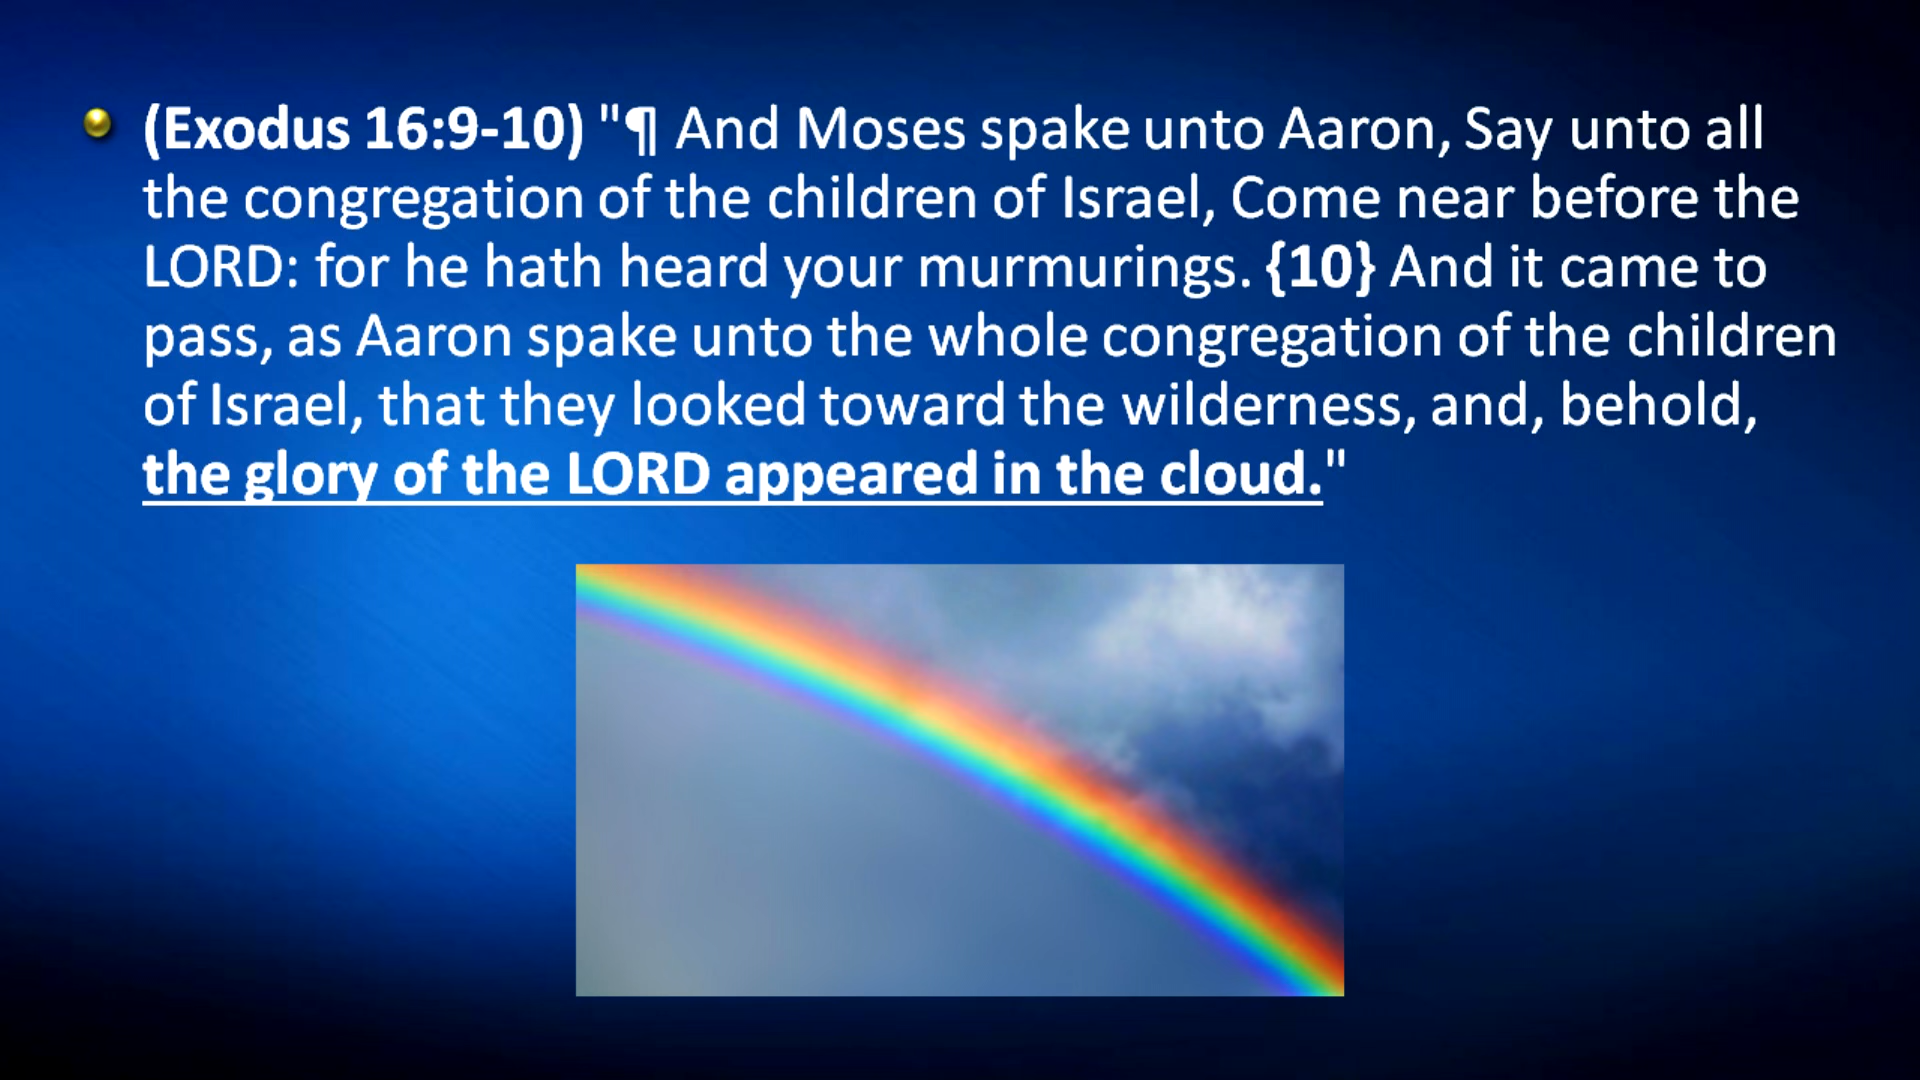 (Exodus 16:9-10) "¶ And Moses spake unto Aaron, Say unto all
the congregation of the children of Israel, Come near before the
LORD: for he hath heard your murmurings. {10} And it came to
pass, as Aaron spake unto the whole congregation of the children
of Israel, that they looked toward the wilderness, and, behold,
the glory of the LORD appeared in the cloud."